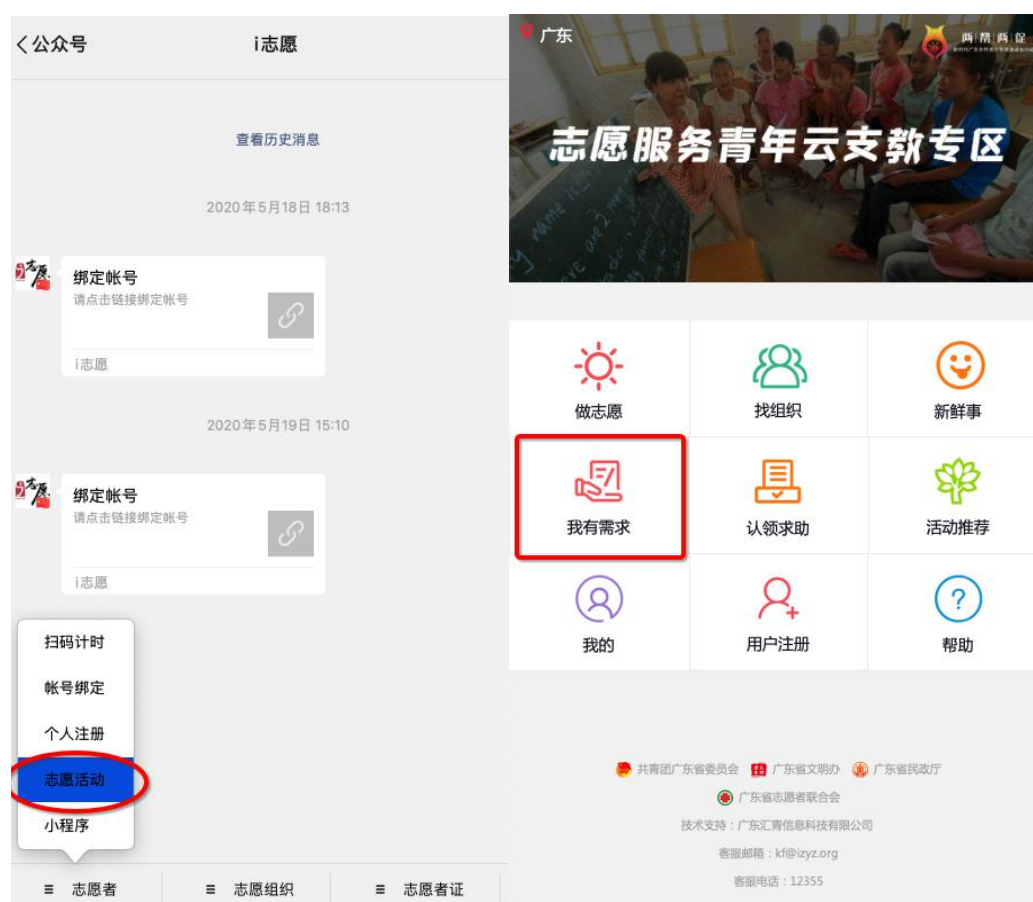 公众号
i志愿
查看历史消息
2020年5月18日 18:13
绑定帐号
请点击链接绑定帐号
i志愿
2020年5月19日 15:10
绑定帐号
请点击链接绑定帐号
i志愿
扫码计时
帐号绑定
个人注册
志愿活动
小程序
志愿者
志愿组织
志愿者证
广东
两帮两促
志愿服务青年云支教专区
做志愿
找组织
新鲜事
我有需求
认领求助
活动推荐
我的
用户注册
帮助
共青团广东省委员会 广东省文明办 广东省民政厅
广东省志愿者联合会
技术支持：广东汇青信息科技有限公司
客服邮箱：kf@izyz.org
客服电话：12355